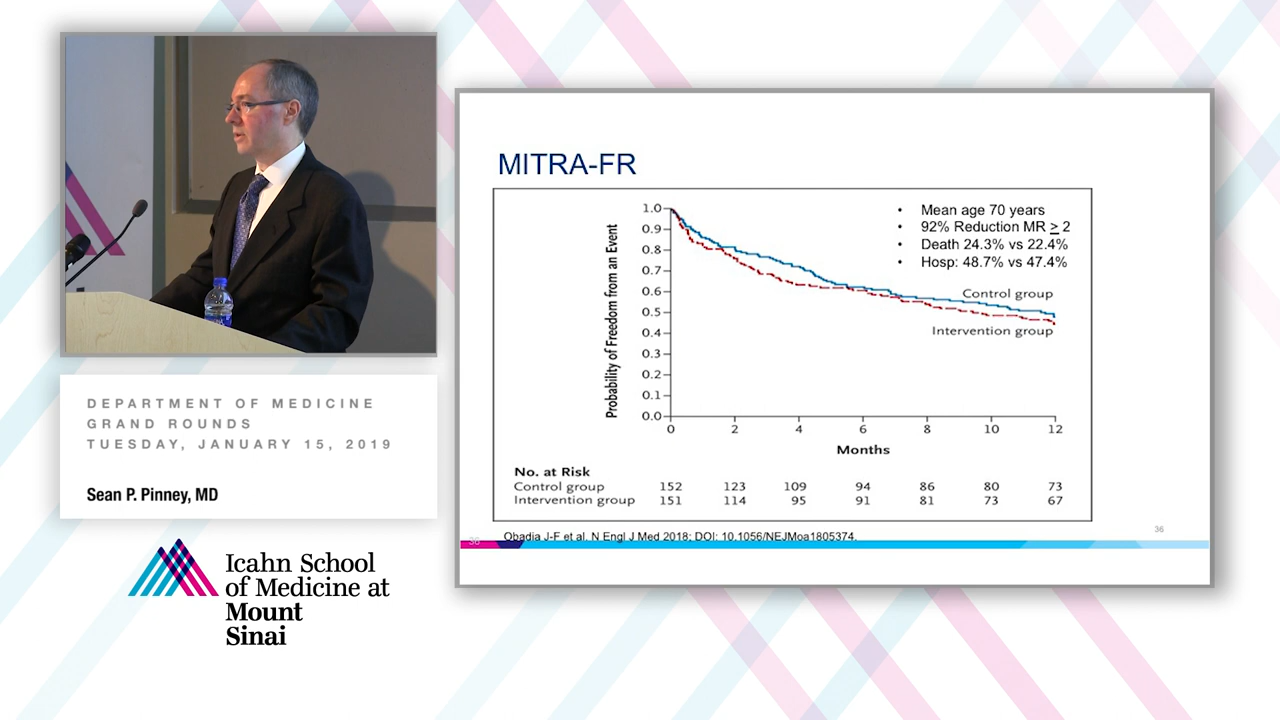 DEPARTMENT OF MEDICINE
GRAND ROUNDS
TUESDAY, JANUARY 15, 2019
Sean P. Pinney, MD
Icahn School
of Medicine at
Mount
Sinai
MITRA-FR
• Mean age 70 years
• 92% Reduction MR ≥ 2
• Death 24.3% vs 22.4%
• Hosp: 48.7% vs 47.4%
Probability of Freedom from an Event
1.0
0.9
0.8
0.7
0.6
0.5
0.4
0.3
0.2
0.1
0.0
Control group
Intervention group
0 2 4 6 8 10 12
Months
No. at Risk
Control group 152 123 109 94 86 80 73
Intervention group 151 114 95 91 81 73 67
Obadia J-F et al. N Engl J Med 2018; DOI: 10.1056/NEJMoa1805374.
36
36